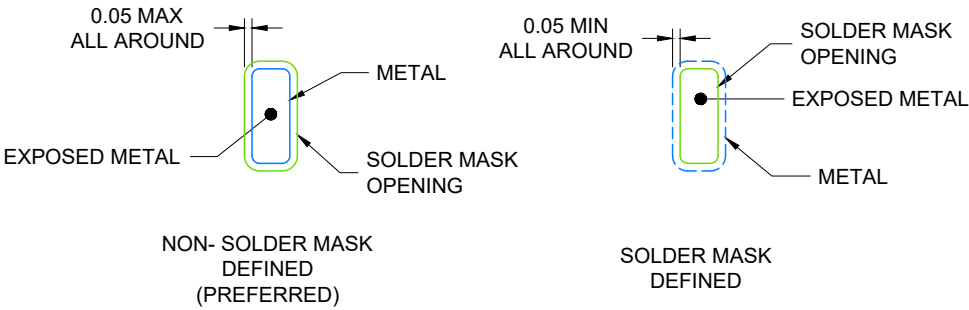 0.05 MAX
ALL AROUND
METAL
EXPOSED METAL
SOLDER MASK
OPENING
NON- SOLDER MASK
DEFINED
(PREFERRED)
0.05 MIN
ALL AROUND
SOLDER MASK
OPENING
EXPOSED METAL
METAL
SOLDER MASK
DEFINED